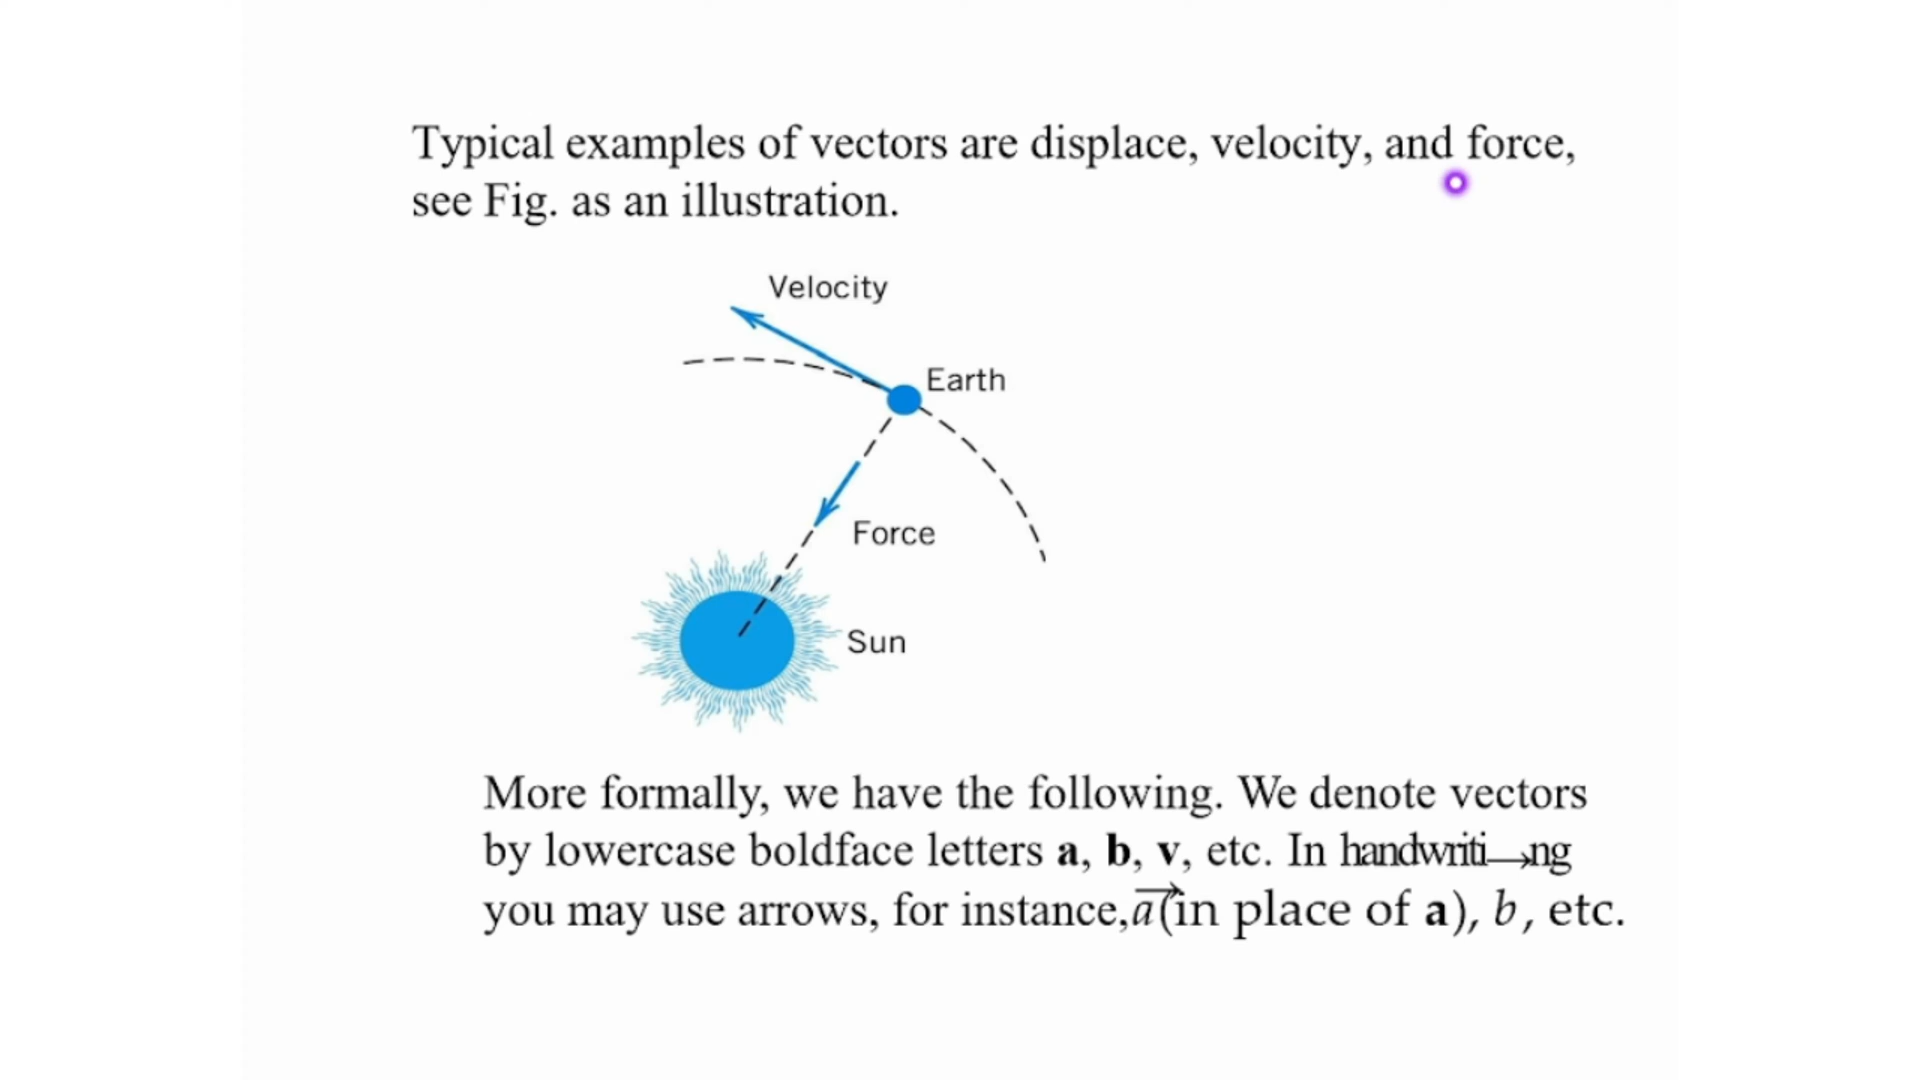 Typical examples of vectors are displace, velocity, and force,
see Fig. as an illustration.
Velocity
Earth
Force
Sun
More formally, we have the following. We denote vectors
by lowercase boldface letters a, b, v, etc. In handwriti→ng
you may use arrows, for instance,a⃗(in place of a), b, etc.